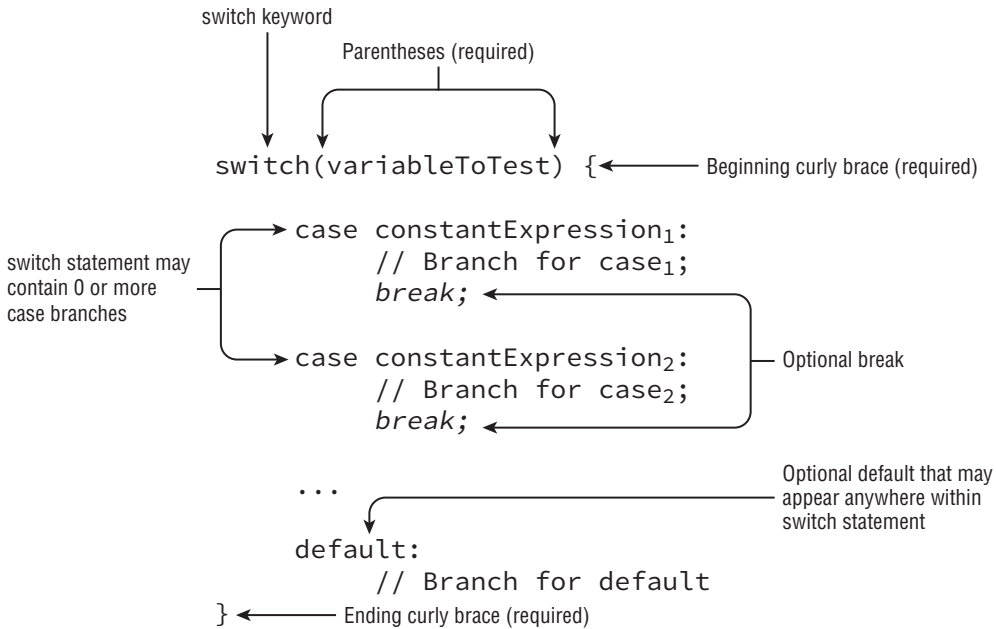 switch keyword
Parentheses (required)
switch(variableToTest) {
Beginning curly brace (required)
case constantExpression₁:
// Branch for case₁;
break;
switch statement may
contain 0 or more
case branches
case constantExpression₂:
// Branch for case₂;
break;
Optional break
...
Optional default that may
appear anywhere within
switch statement
default:
// Branch for default
}
Ending curly brace (required)